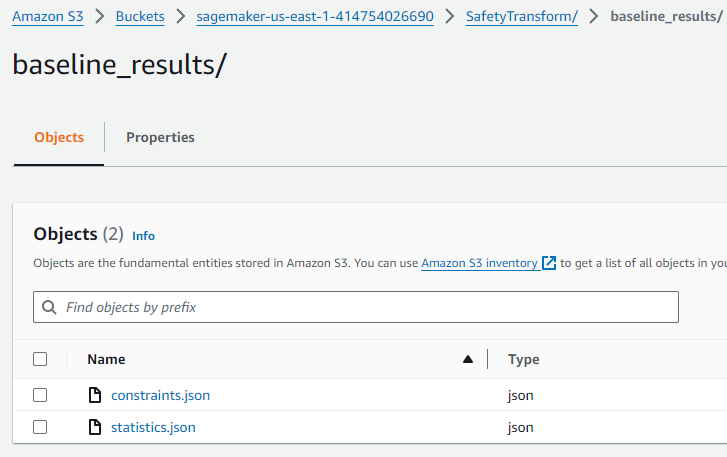 Amazon S3 > Buckets > sagemaker-us-east-1-414754026690 > SafetyTransform/ > baseline_results/
baseline_results/
Objects Properties
Objects (2) Info
Objects are the fundamental entities stored in Amazon S3. You can use Amazon S3 inventory to get a list of all objects in you
Find objects by prefix
Name Type
constraints.json json
statistics.json json